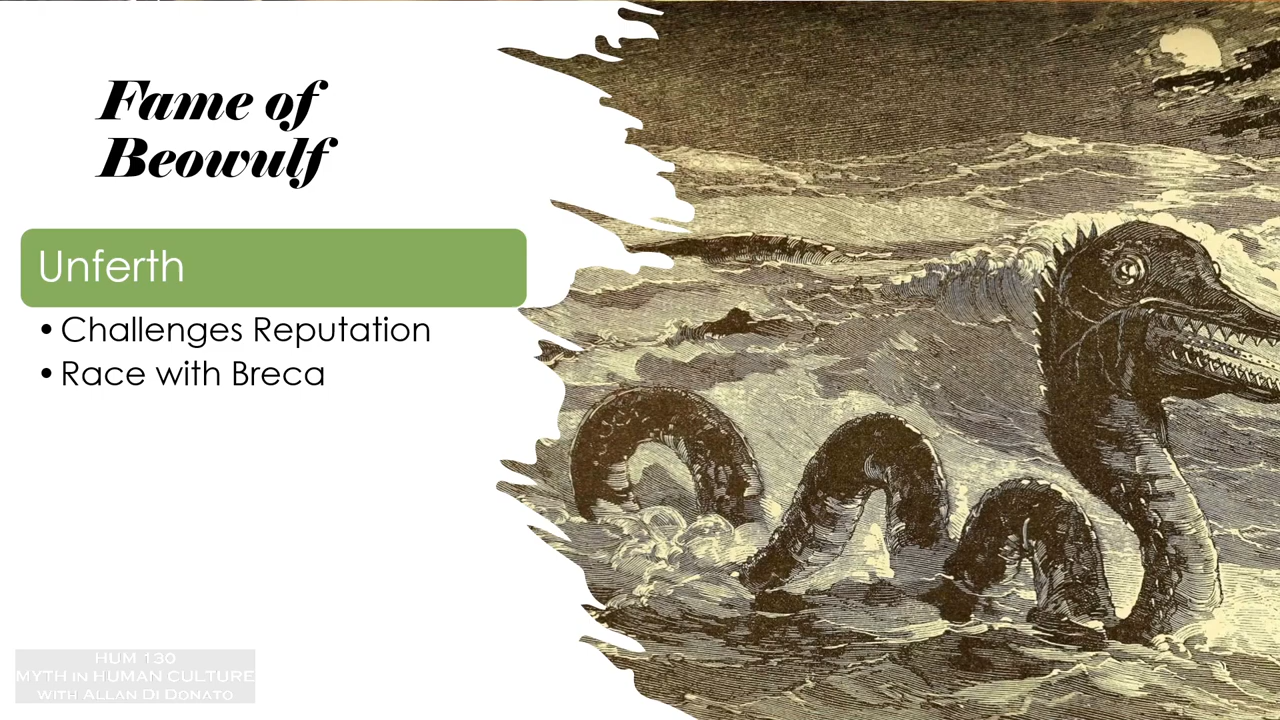 Fame of
Beowulf
Unferth
• Challenges Reputation
• Race with Breca
HUM 130
MYTH IN HUMAN CULTURE
WITH ALLAN DI DONATO